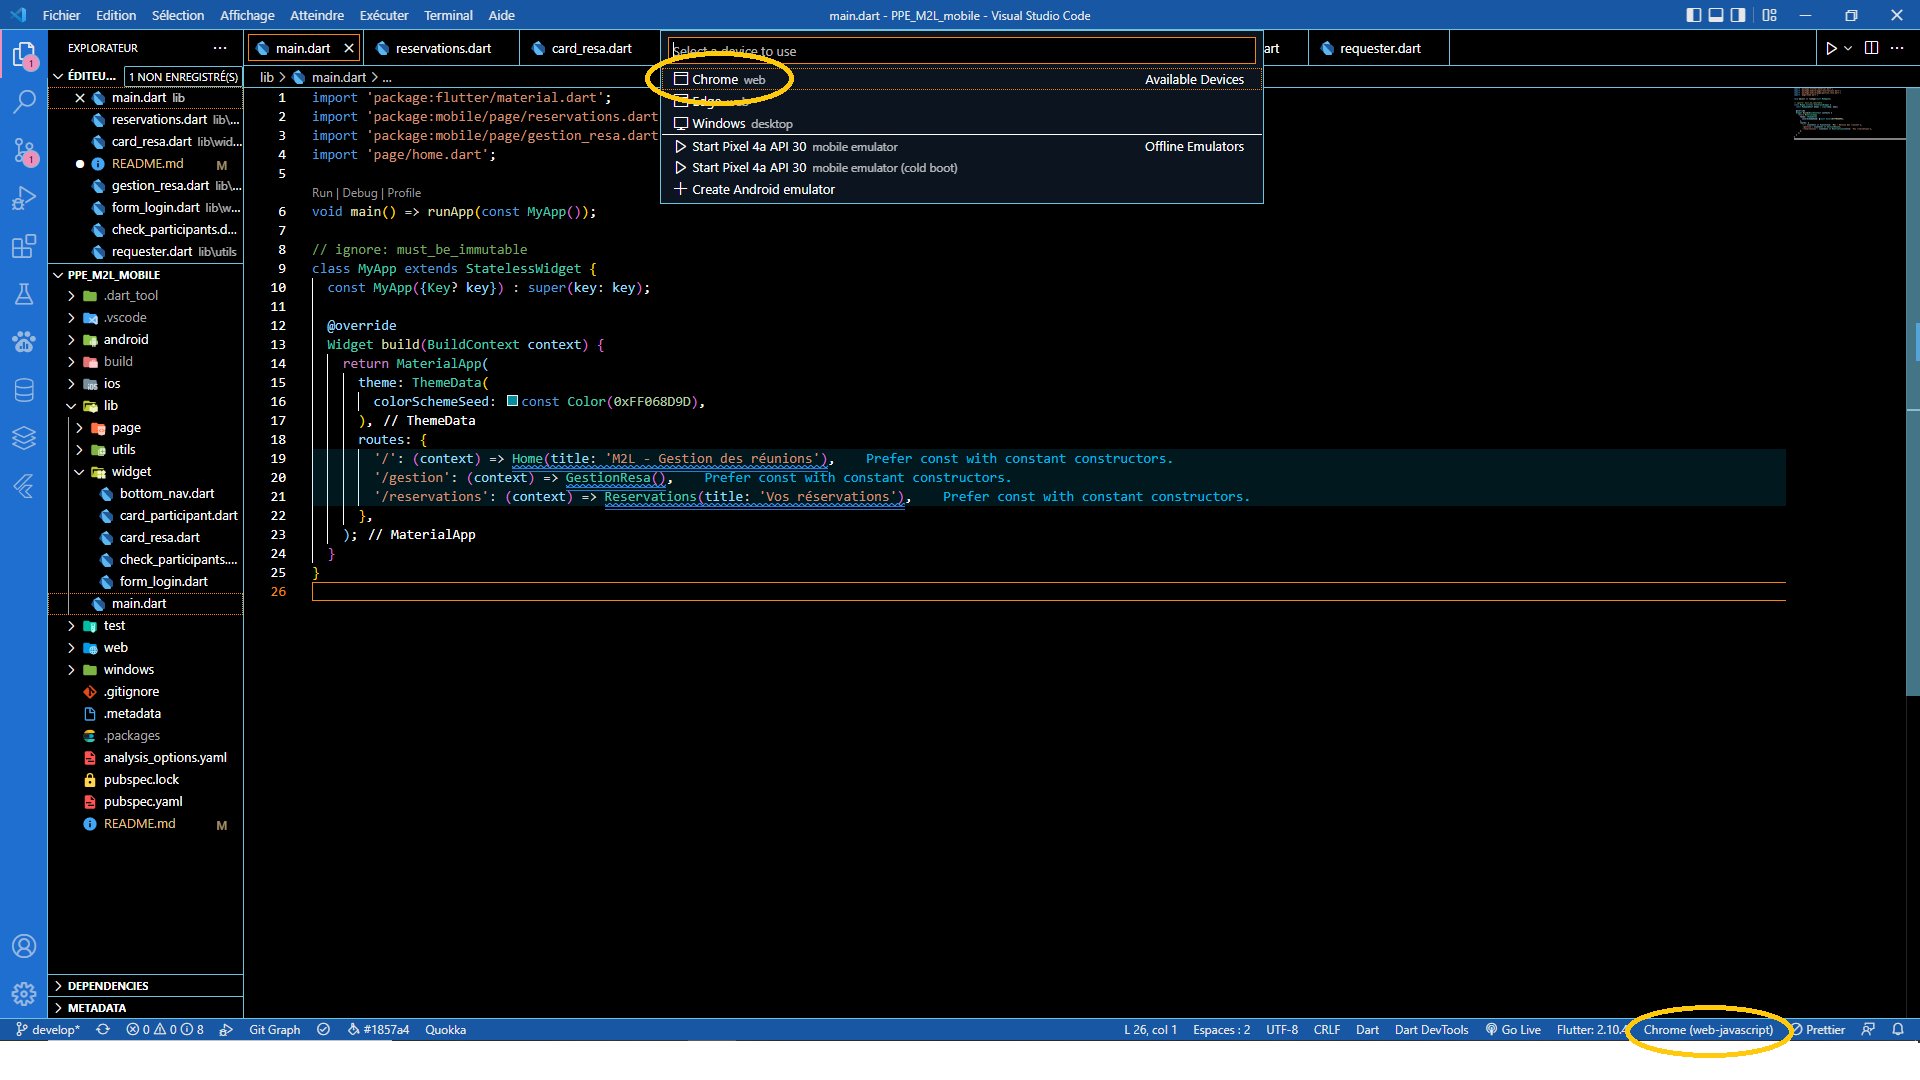 Fichier Edition Sélection Affichage Atteindre Exécuter Terminal Aide
main.dart - PPE_M2L_mobile - Visual Studio Code
EXPLORATEUR
main.dart
reservations.dart
card_resa.dart
art
requester.dart
Select a device to use
Chrome web
Available Devices
Edge web
Windows desktop
Start Pixel 4a API 30 mobile emulator
Offline Emulators
Start Pixel 4a API 30 mobile emulator (cold boot)
Create Android emulator
ÉDITEU... 1 NON ENREGISTRÉ(S)
main.dart lib
reservations.dart lib\...
card_resa.dart lib\wid...
README.md M
gestion_resa.dart lib\...
form_login.dart lib\w...
check_participants.d...
requester.dart lib\utils
PPE_M2L_MOBILE
.dart_tool
.vscode
android
build
ios
lib
page
utils
widget
bottom_nav.dart
card_participant.dart
card_resa.dart
check_participants....
form_login.dart
main.dart
test
web
windows
.gitignore
.metadata
.packages
analysis_options.yaml
pubspec.lock
pubspec.yaml
README.md M
DEPENDENCIES
METADATA
1
1
lib > main.dart > ...
1 import 'package:flutter/material.dart';
2 import 'package:mobile/page/reservations.dart
3 import 'package:mobile/page/gestion_resa.dart
4 import 'page/home.dart';
5
Run | Debug | Profile
6 void main() => runApp(const MyApp());
7
8 // ignore: must_be_immutable
9 class MyApp extends StatelessWidget {
10 const MyApp({Key? key}) : super(key: key);
11
12 @override
13 Widget build(BuildContext context) {
14 return MaterialApp(
15 theme: ThemeData(
16 colorSchemeSeed: const Color(0xFF068D9D),
17 ), // ThemeData
18 routes: {
19 '/': (context) => Home(title: 'M2L - Gestion des réunions'), Prefer const with constant constructors.
20 '/gestion': (context) => GestionResa(), Prefer const with constant constructors.
21 '/reservations': (context) => Reservations(title: 'Vos réservations'), Prefer const with constant constructors.
22 },
23 ); // MaterialApp
24 }
25 }
26
develop* 0 0 8 Git Graph #1857a4 Quokka
L 26, col 1 Espaces : 2 UTF-8 CRLF Dart Dart DevTools Go Live Flutter: 2.10.4 Chrome (web-javascript) Prettier